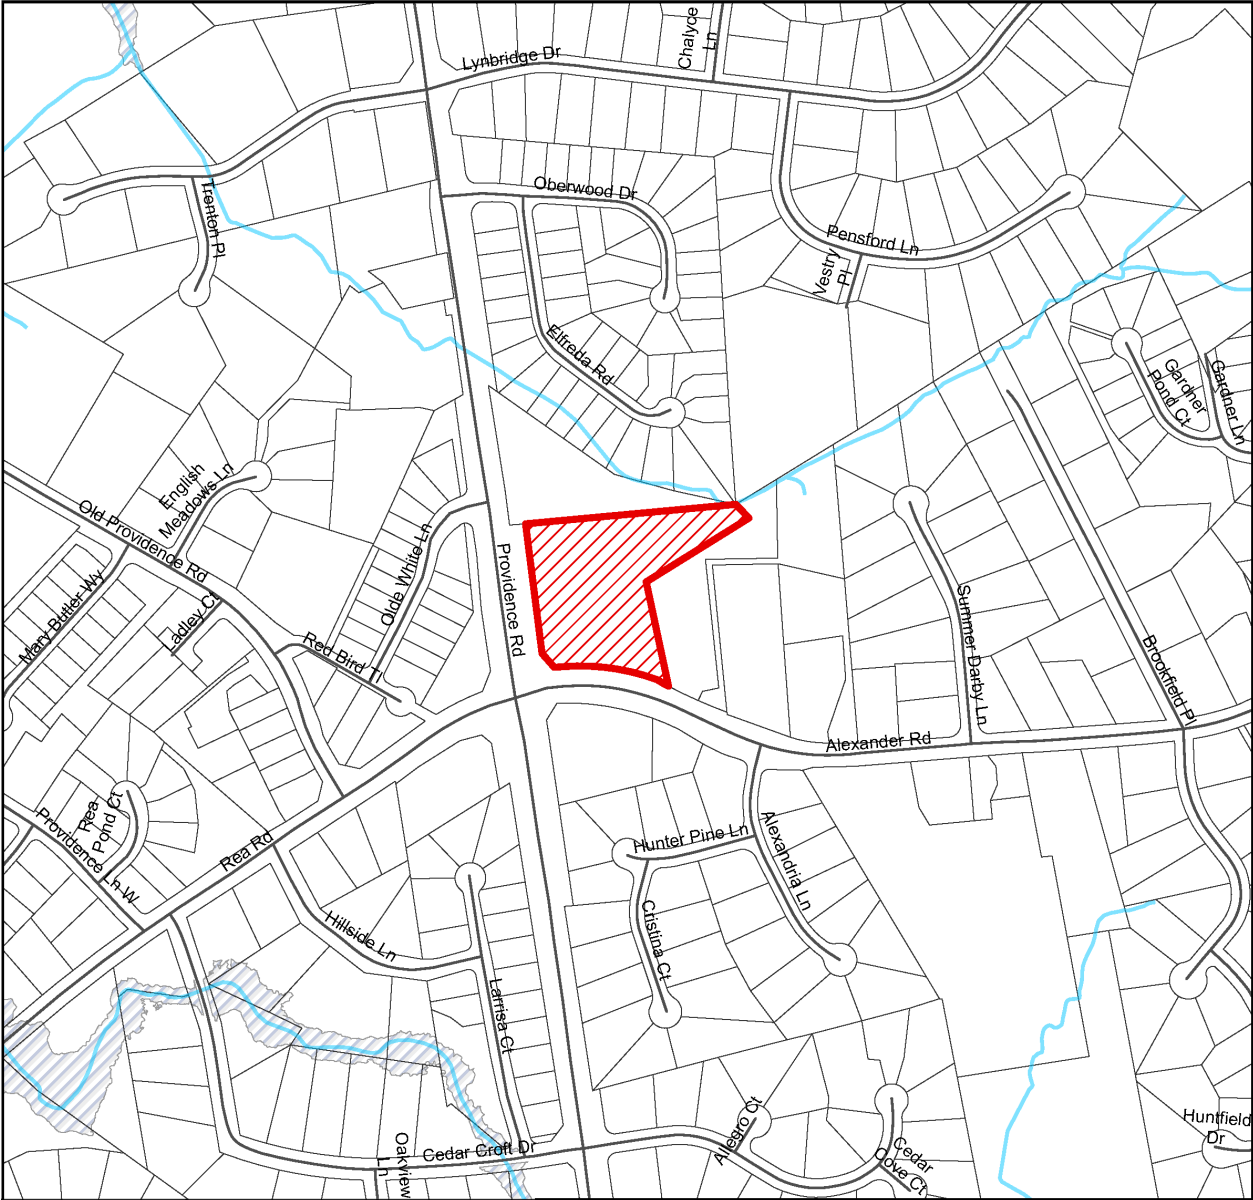 Chalyce
Ln
Lynbridge Dr
Trenton Pl
Oberwood Dr
Pensford Ln
Vestry
Pl
Elfreda Rd
Gardner
Pond Ct
Gardner Ln
English
Meadows Ln
Old Providence Rd
Olde White Ln
Providence Rd
Mary Butler Wy
Ladley Ct
Red Bird Tr
Summer Darby Ln
Brookfield Pl
Alexander Rd
Rea
Pond Ct
Providence Ln W
Rea Rd
Hunter Pine Ln
Alexandria Ln
Cristina Ct
Hillside Ln
Larrisa Ct
Allegro Ct
Cedar
Cove Ct
Huntfield
Dr
Cedar Croft Dr
Oakview
Ln